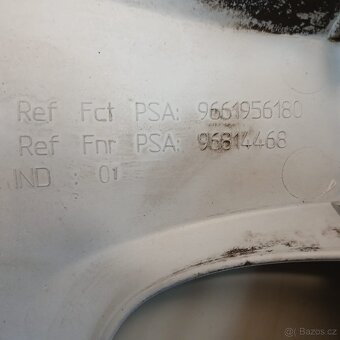 Ref Fct PSA: 9661956180
Ref Fnr PSA: 96814468
IND : 01
© Bazos.cz